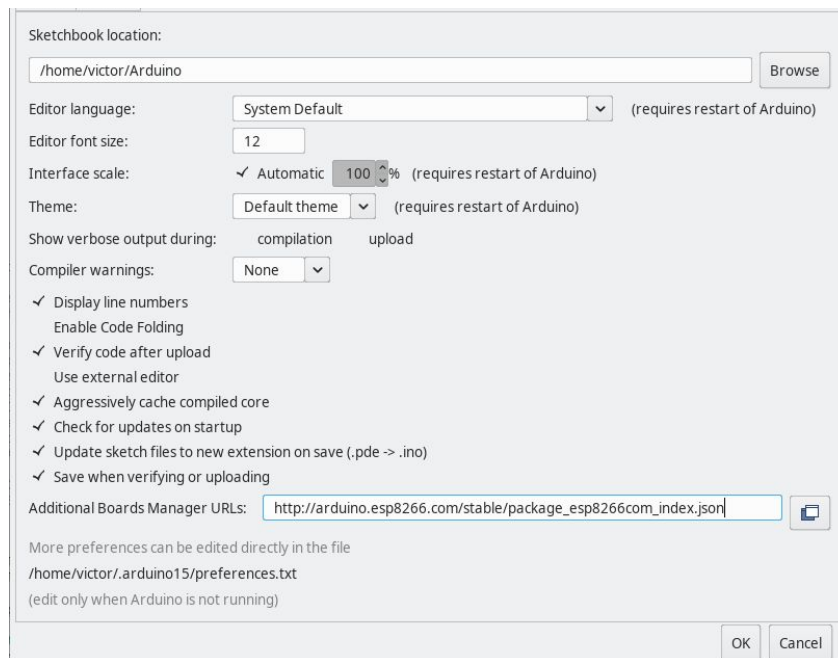 Sketchbook location:
/home/victor/Arduino Browse
Editor language: System Default (requires restart of Arduino)
Editor font size: 12
Interface scale: Automatic 100 % (requires restart of Arduino)
Theme: Default theme (requires restart of Arduino)
Show verbose output during: compilation upload
Compiler warnings: None
Display line numbers
Enable Code Folding
Verify code after upload
Use external editor
Aggressively cache compiled core
Check for updates on startup
Update sketch files to new extension on save (.pde -> .ino)
Save when verifying or uploading
Additional Boards Manager URLs: http://arduino.esp8266.com/stable/package_esp8266com_index.json
More preferences can be edited directly in the file
/home/victor/.arduino15/preferences.txt
(edit only when Arduino is not running)
OK Cancel